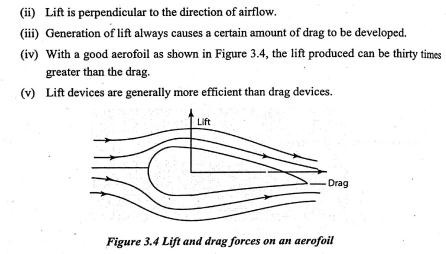 (ii) Lift is perpendicular to the direction of airflow.
(iii) Generation of lift always causes a certain amount of drag to be developed.
(iv) With a good aerofoil as shown in Figure 3.4, the lift produced can be thirty times
greater than the drag.
(v) Lift devices are generally more efficient than drag devices.
Lift
Drag
Figure 3.4 Lift and drag forces on an aerofoil